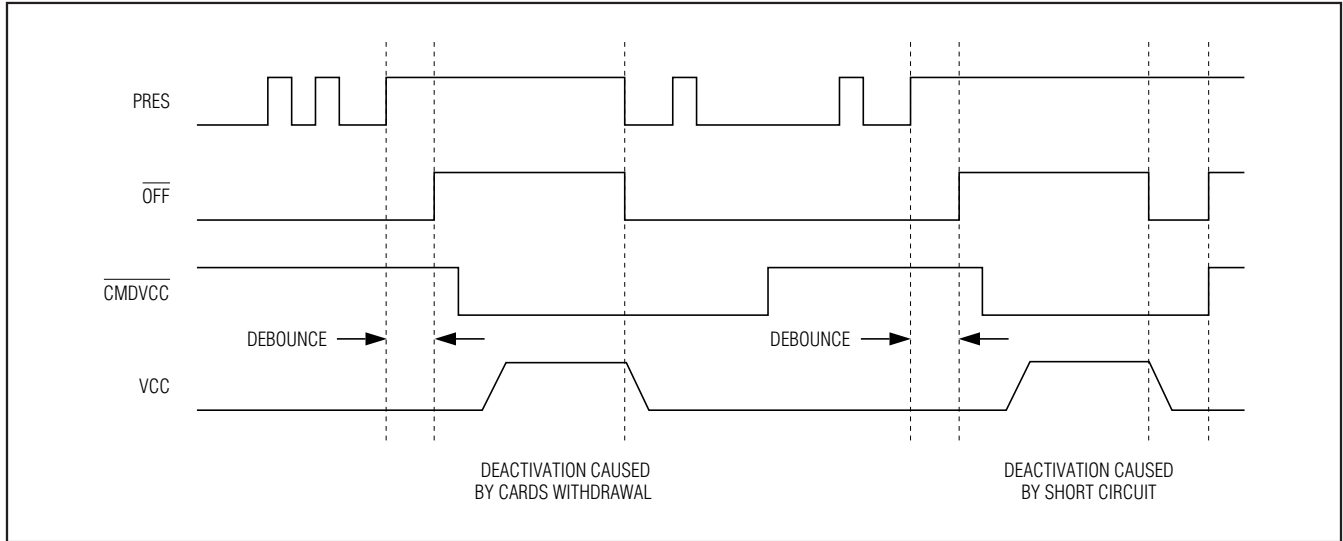 PRES
OFF
CMDVCC
DEBOUNCE
DEBOUNCE
VCC
DEACTIVATION CAUSED
BY CARDS WITHDRAWAL
DEACTIVATION CAUSED
BY SHORT CIRCUIT